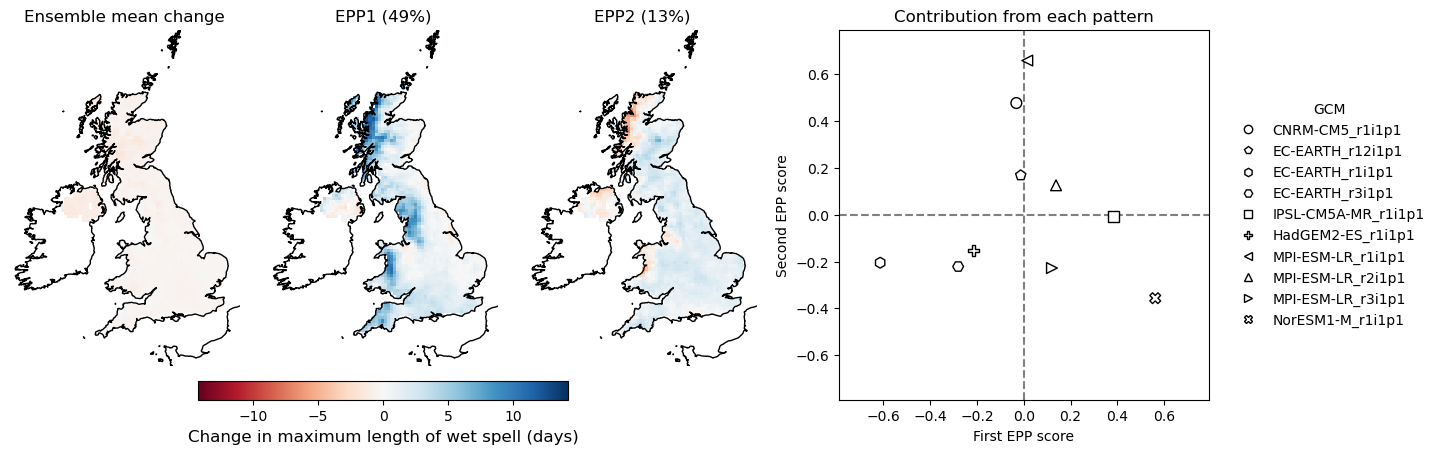 Ensemble mean change
EPP1 (49%)
EPP2 (13%)
Contribution from each pattern
−10
−5
0
5
10
Change in maximum length of wet spell (days)
Second EPP score
0.6
0.4
0.2
0.0
−0.2
−0.4
−0.6
−0.6
−0.4
−0.2
0.0
0.2
0.4
0.6
First EPP score
GCM
CNRM-CM5_r1i1p1
EC-EARTH_r12i1p1
EC-EARTH_r1i1p1
EC-EARTH_r3i1p1
IPSL-CM5A-MR_r1i1p1
HadGEM2-ES_r1i1p1
MPI-ESM-LR_r1i1p1
MPI-ESM-LR_r2i1p1
MPI-ESM-LR_r3i1p1
NorESM1-M_r1i1p1